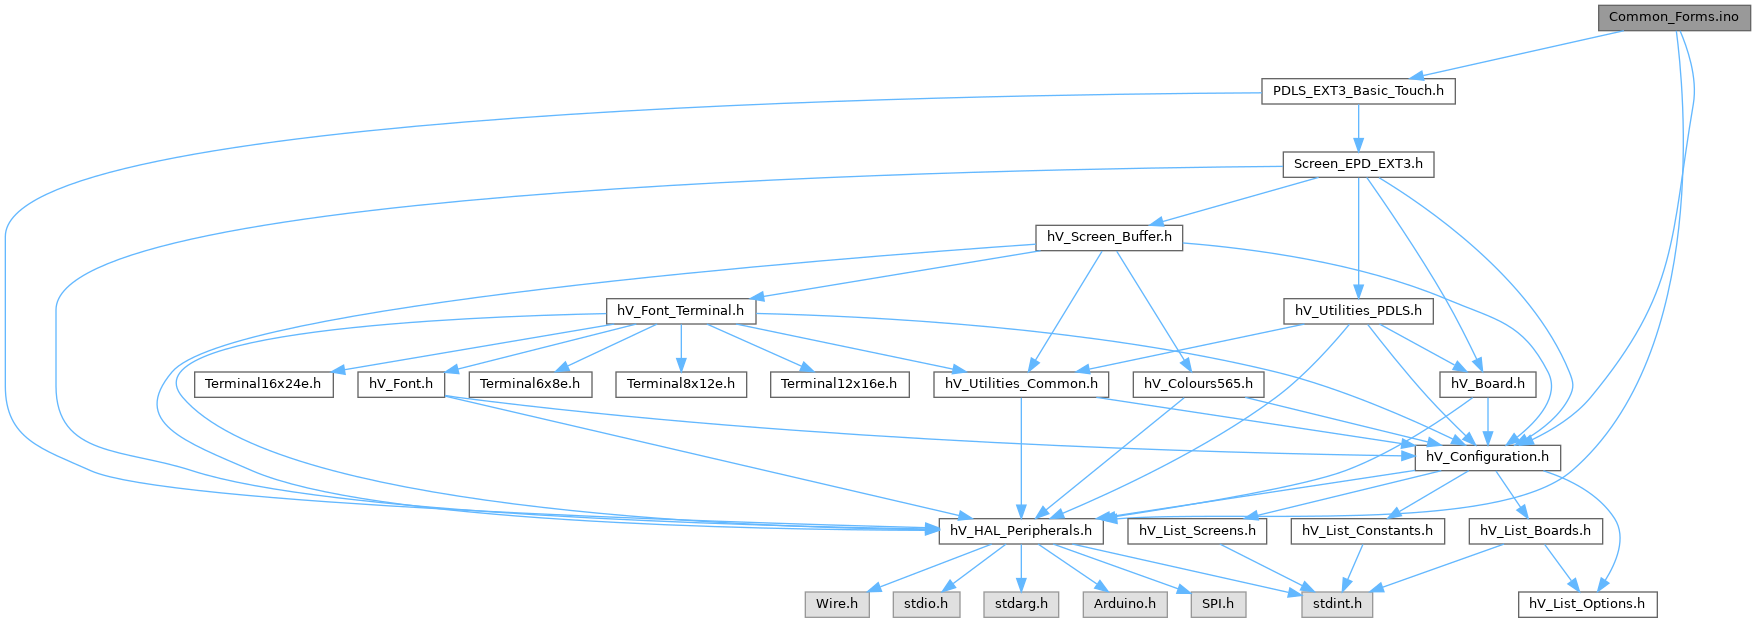 Common_Forms.ino
PDLS_EXT3_Basic_Touch.h
Screen_EPD_EXT3.h
hV_Screen_Buffer.h
hV_Font_Terminal.h
hV_Utilities_PDLS.h
Terminal16x24e.h
hV_Font.h
Terminal6x8e.h
Terminal8x12e.h
Terminal12x16e.h
hV_Utilities_Common.h
hV_Colours565.h
hV_Board.h
hV_Configuration.h
hV_HAL_Peripherals.h
hV_List_Screens.h
hV_List_Constants.h
hV_List_Boards.h
Wire.h
stdio.h
stdarg.h
Arduino.h
SPI.h
stdint.h
hV_List_Options.h